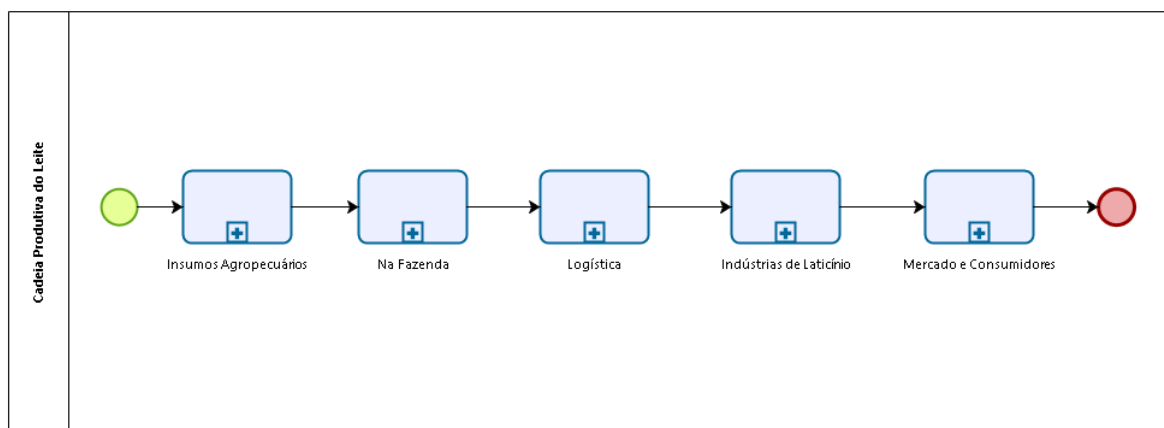 Cadeia Produtiva do Leite
Insumos Agropecuários
Na Fazenda
Logística
Indústrias de Laticínio
Mercado e Consumidores